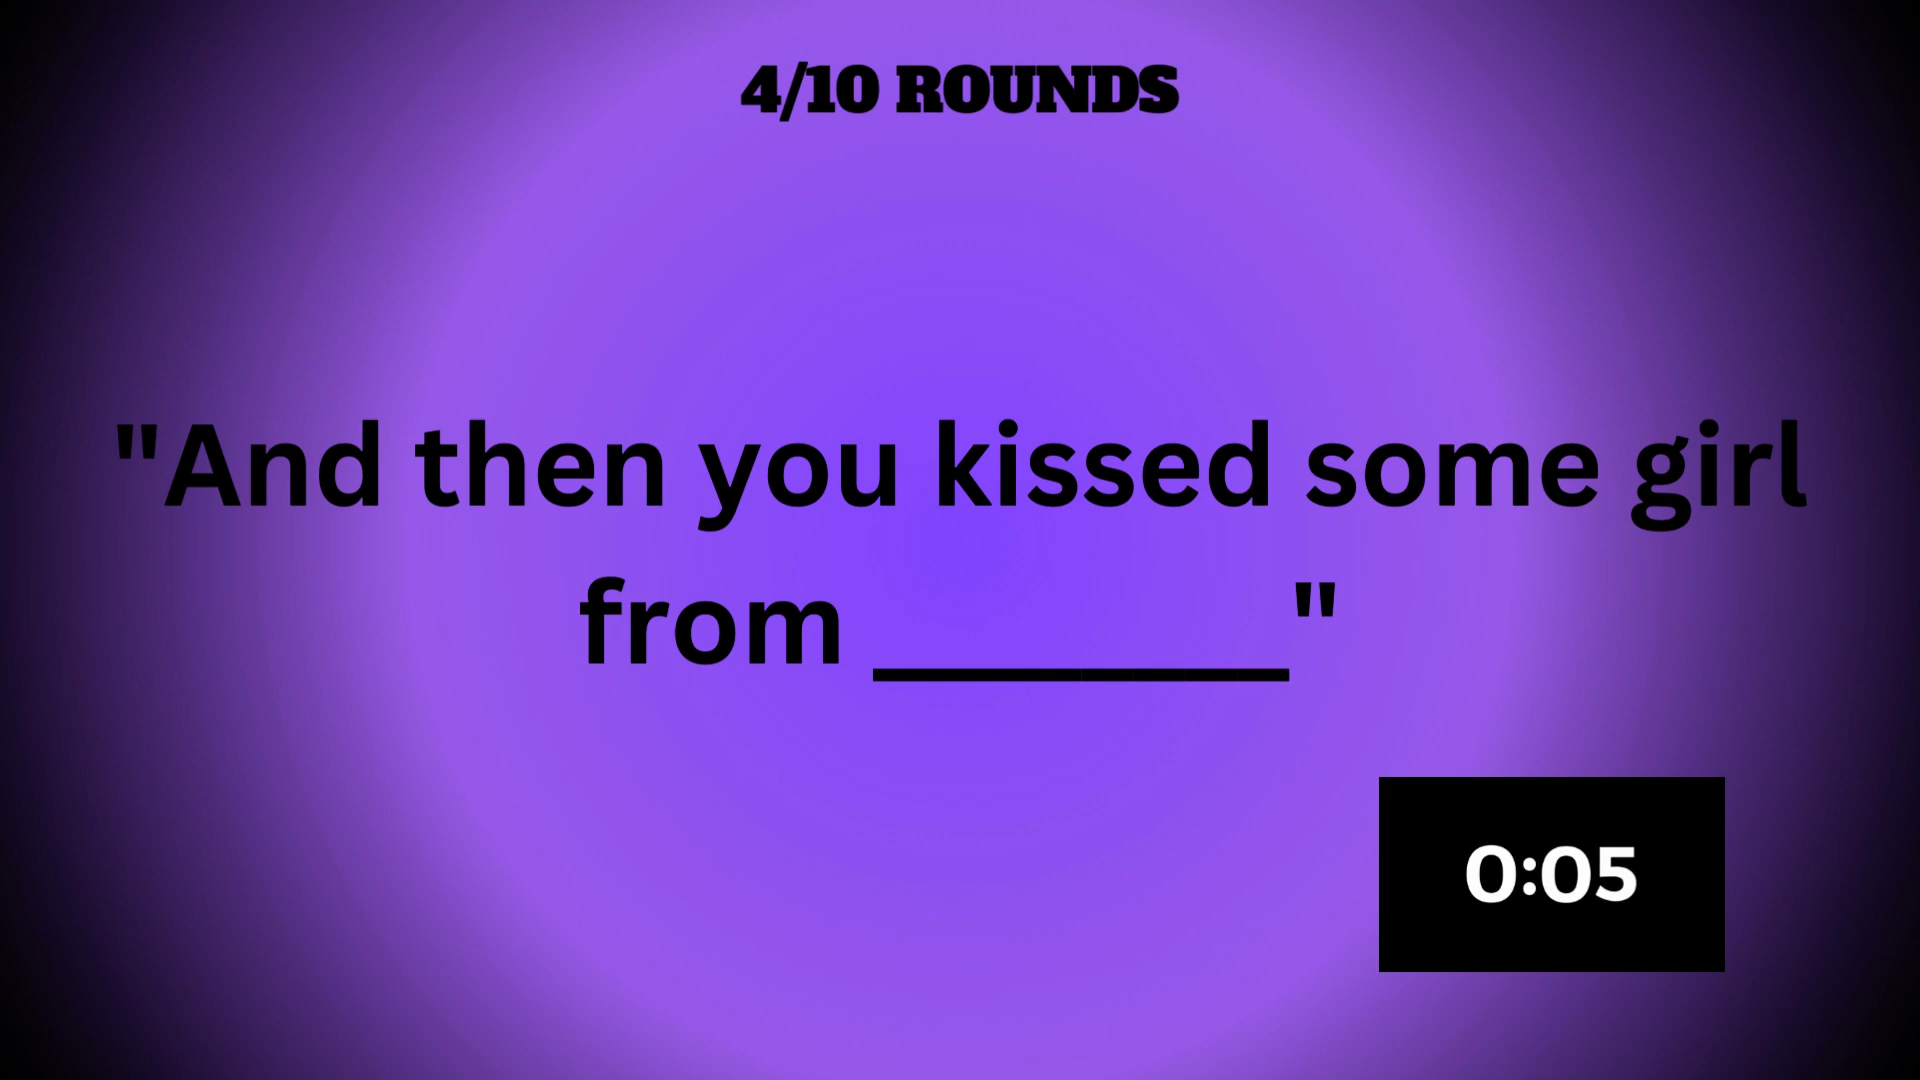 4/10 ROUNDS
"And then you kissed some girl
from ________"
0:05